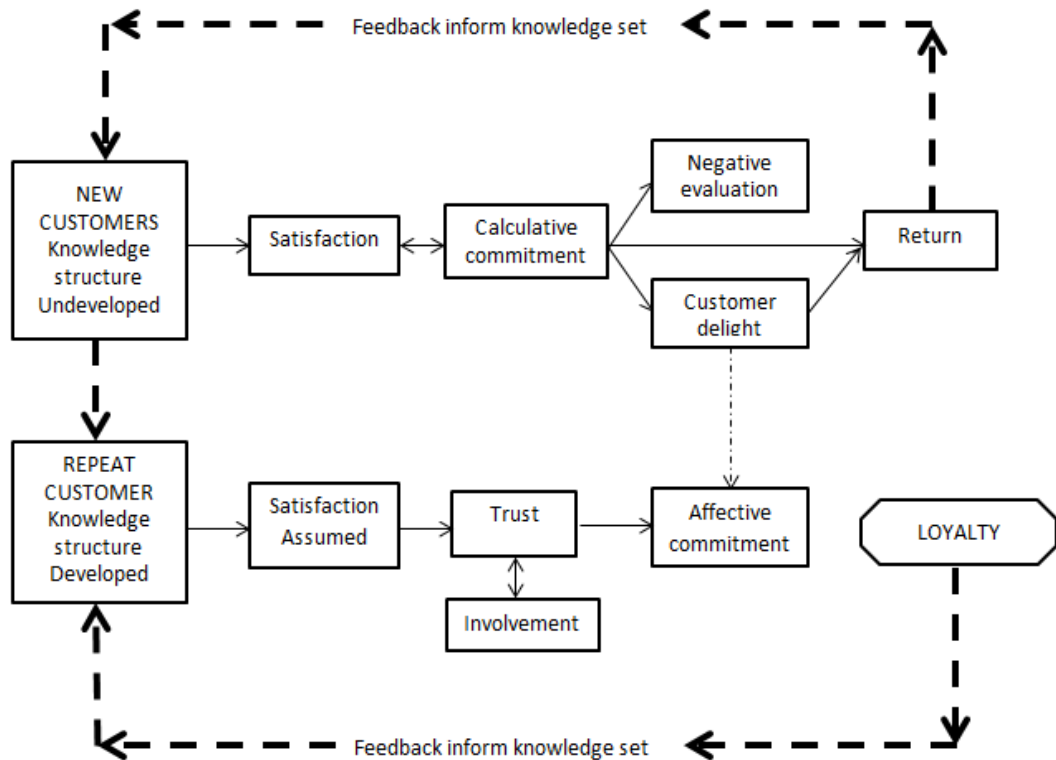 Feedback inform knowledge set
NEW
CUSTOMERS
Knowledge
structure
Undeveloped
Satisfaction
Calculative
commitment
Negative
evaluation
Customer
delight
Return
REPEAT
CUSTOMER
Knowledge
structure
Developed
Satisfaction
Assumed
Trust
Involvement
Affective
commitment
LOYALTY
Feedback inform knowledge set